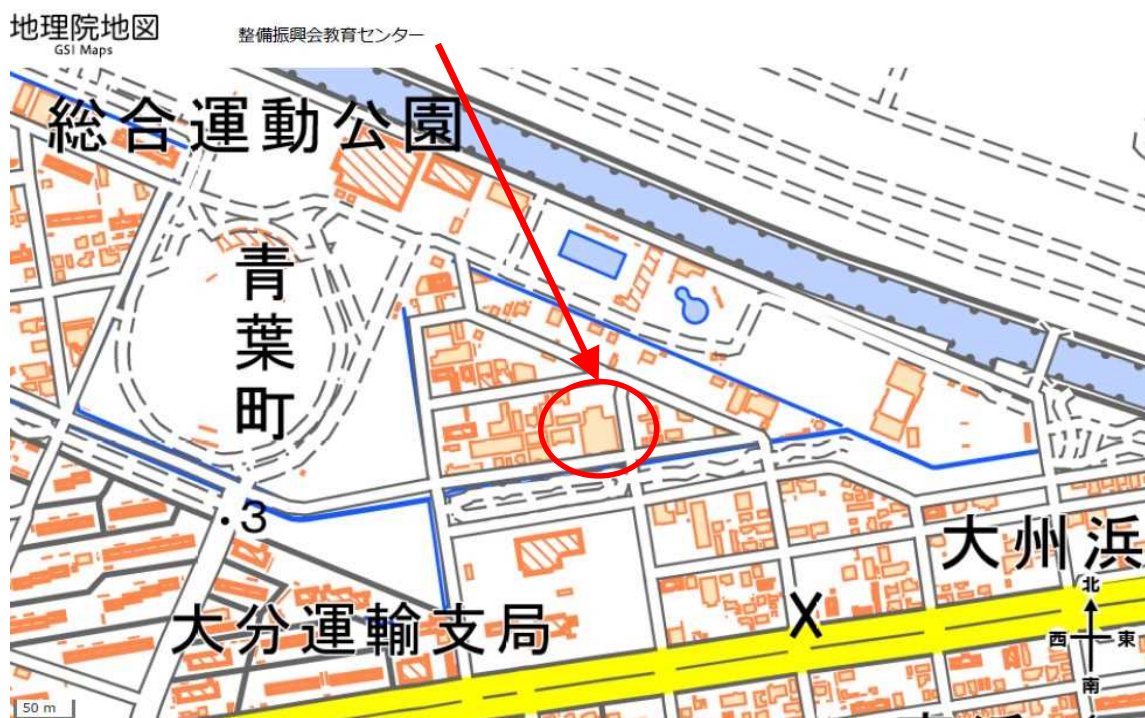 地理院地図
GSI Maps
整備振興会教育センター
総合運動公園
青葉町
・3
大州浜
大分運輸支局
北
西
東
南
50 m